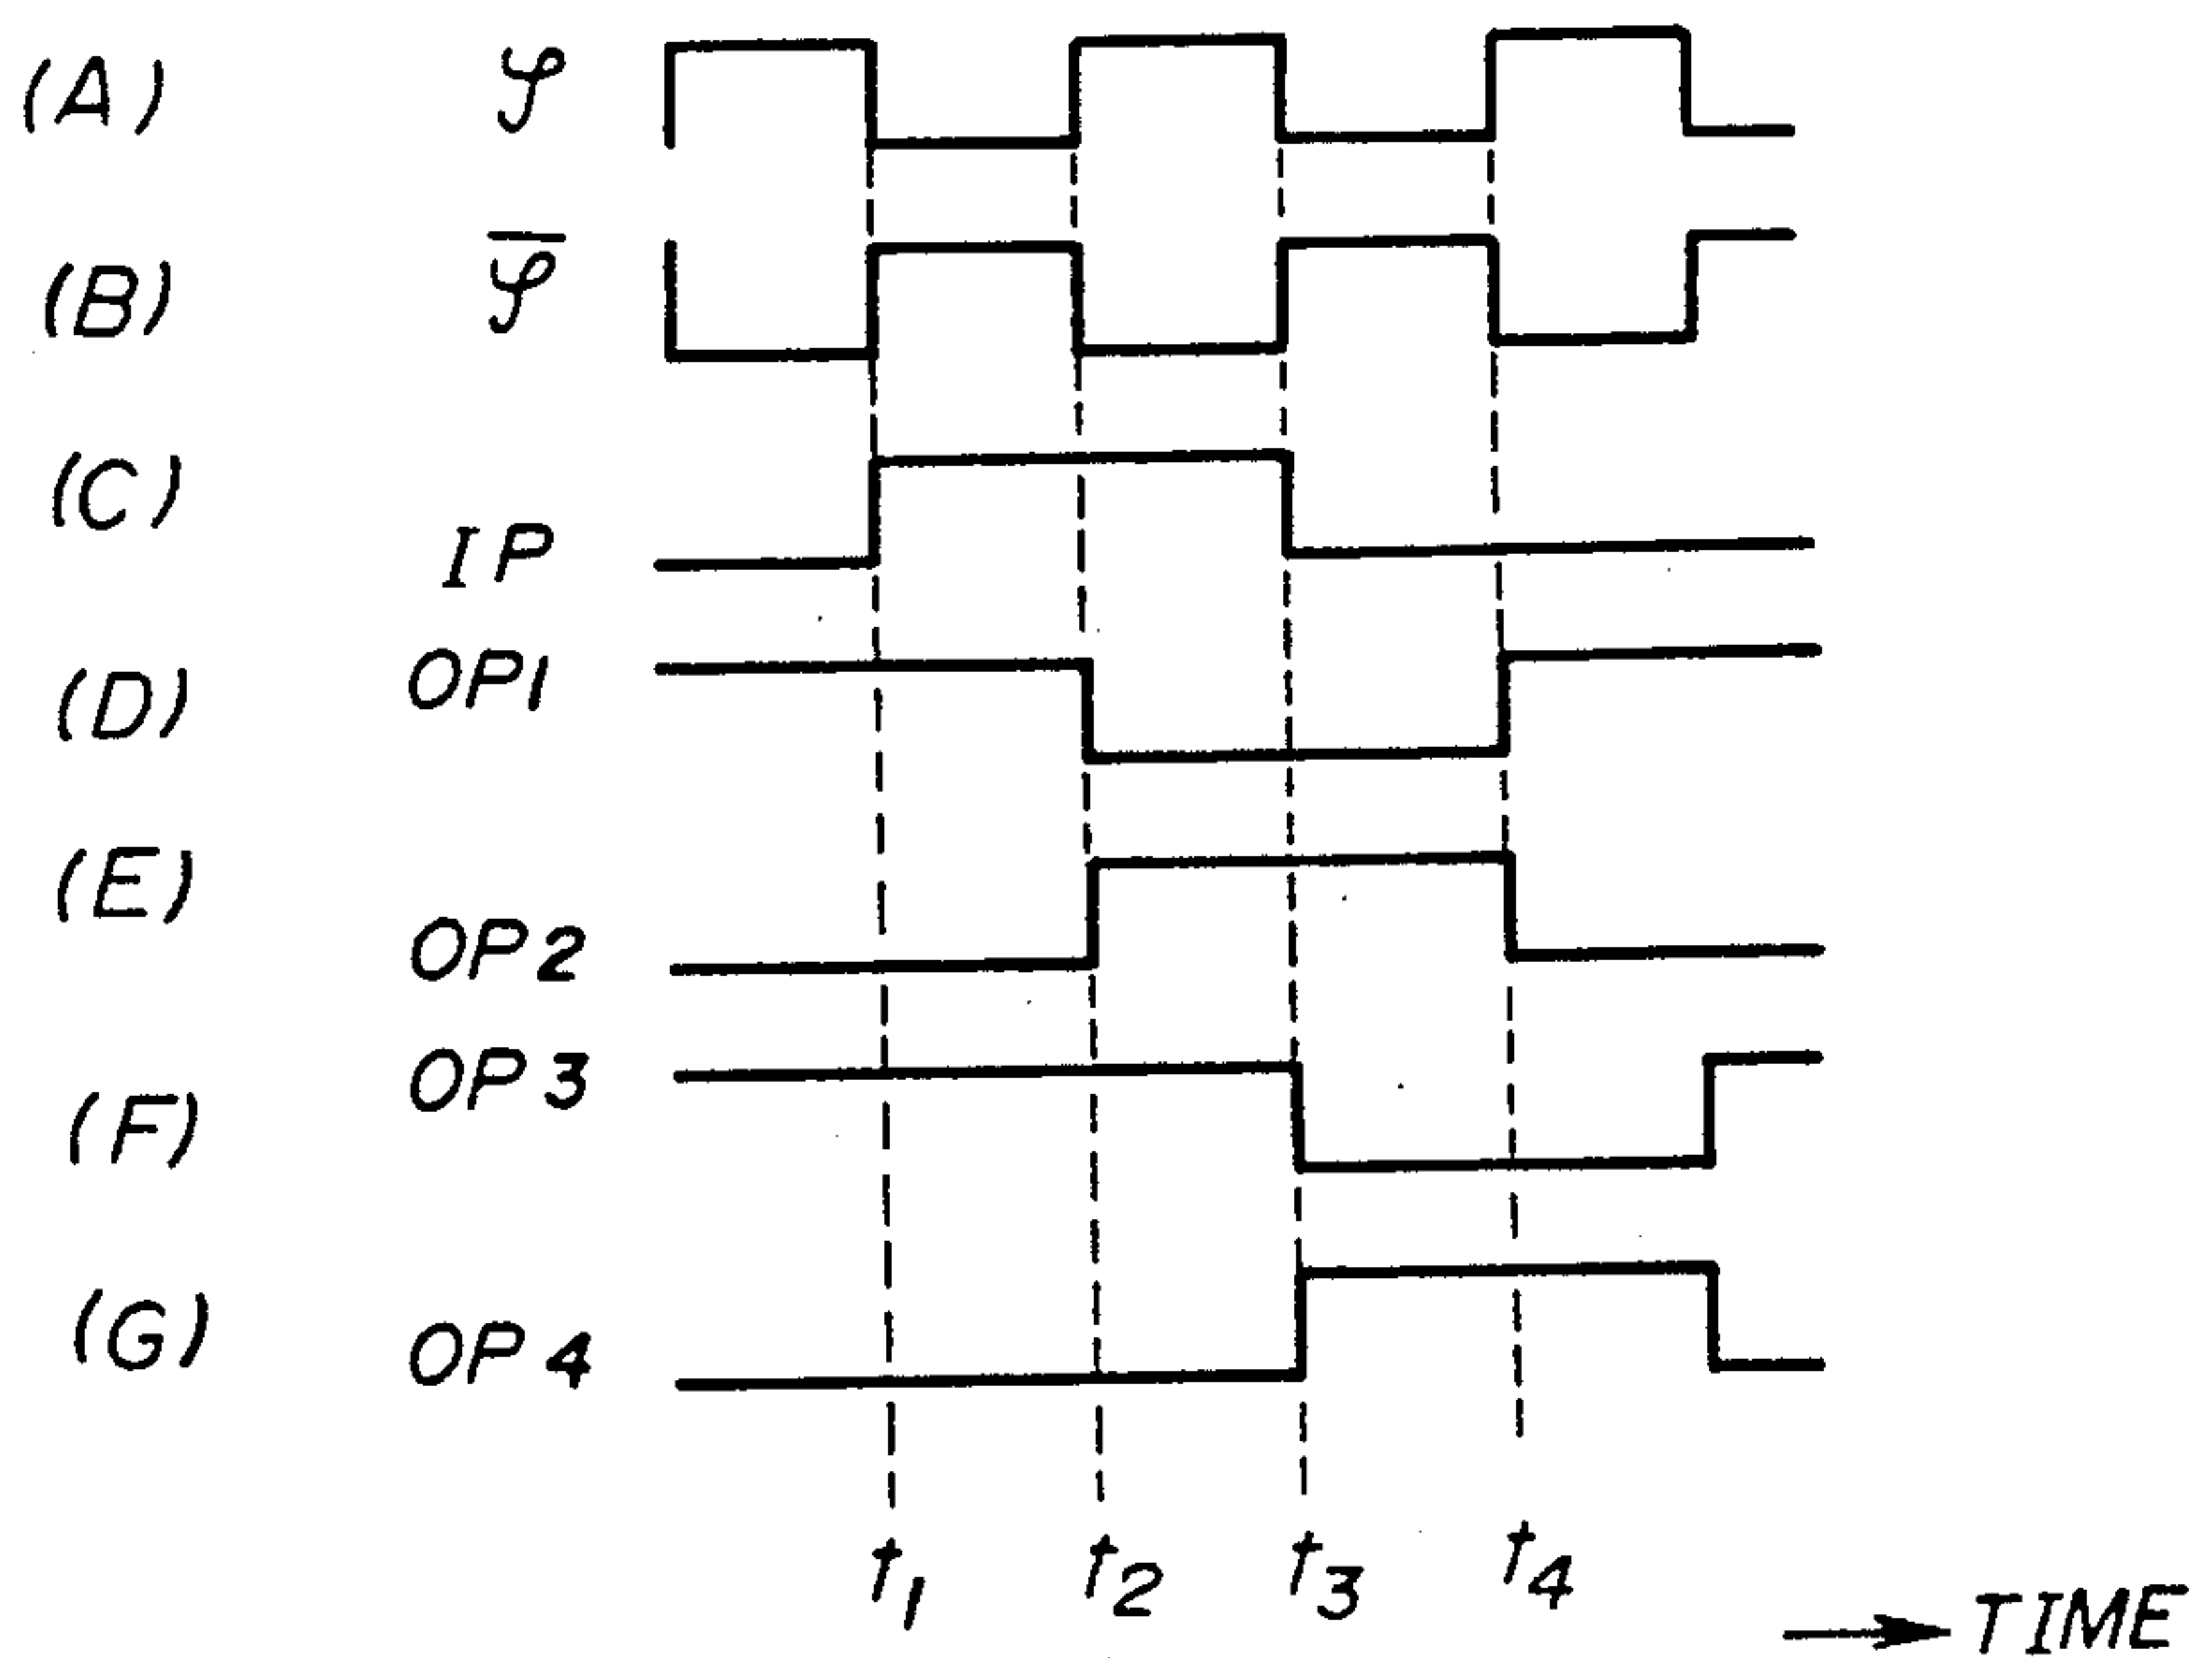 (A) φ
(B) φ̅
(C) IP
(D) OP1
(E) OP2
(F) OP3
(G) OP4
t1 t2 t3 t4
TIME